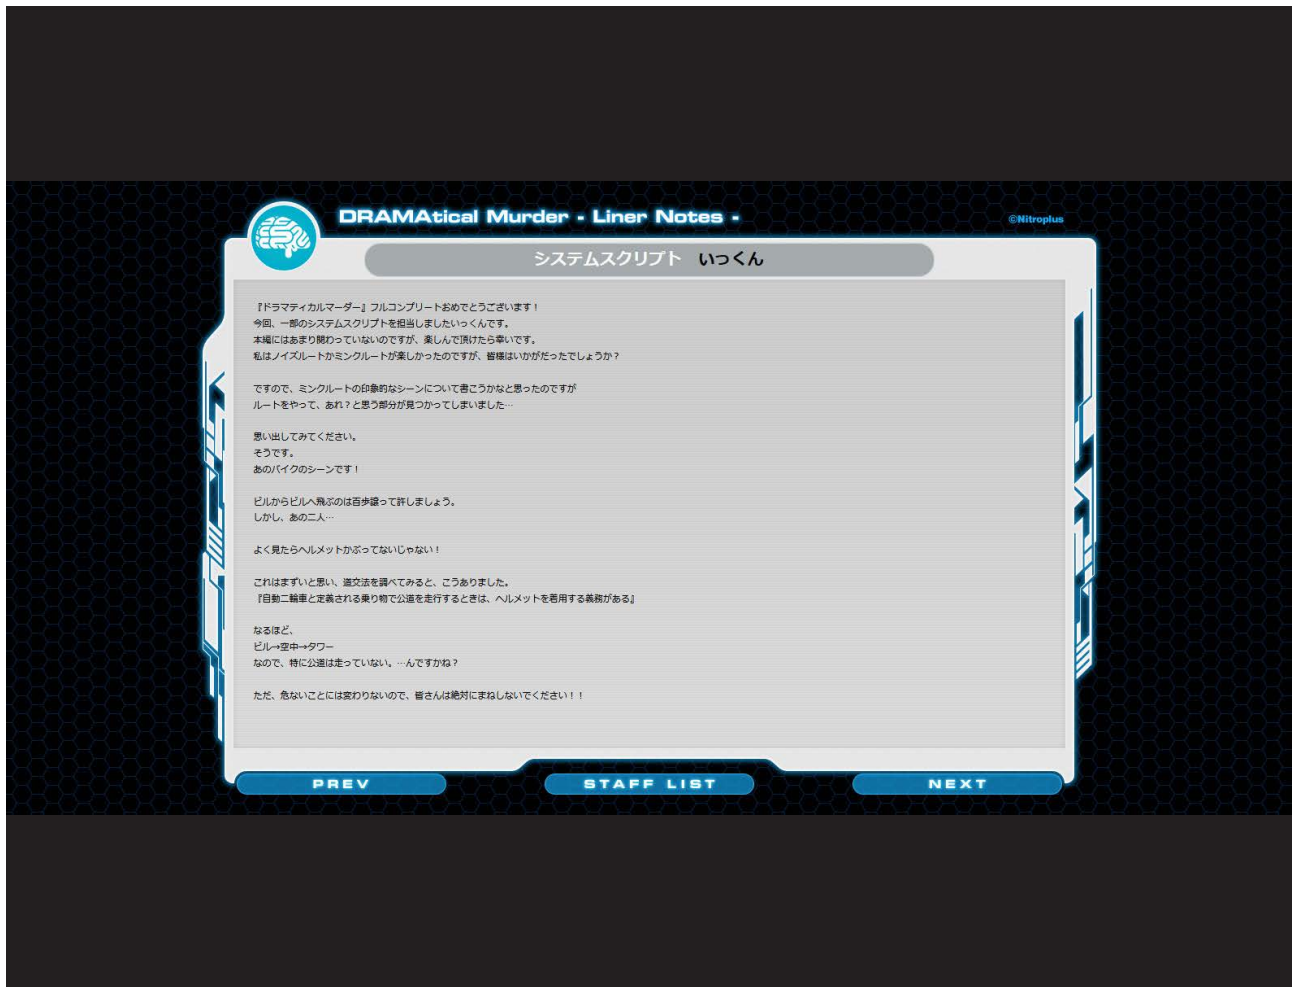 DRAMAtical Murder - Liner Notes -
©Nitroplus
システムスクリプト　いっくん
『ドラマティカルマーダー』フルコンプリートおめでとうございます！
今回、一部のシステムスクリプトを担当しましたいっくんです。
本編にはあまり関わっていないのですが、楽しんで頂けたら幸いです。
私はノイズルートかミンクルートが楽しかったのですが、皆様はいかがだったでしょうか？
ですので、ミンクルートの印象的なシーンについて書こうかなと思ったのですが
ルートをやって、あれ？と思う部分が見つかってしまいました…
思い出してみてください。
そうです。
あのバイクのシーンです！
ビルからビルへ飛ぶのは百歩譲って許しましょう。
しかし、あの二人…
よく見たらヘルメットかぶってないじゃない！
これはまずいと思い、道交法を調べてみると、こうありました。
『自動二輪車と定義される乗り物で公道を走行するときは、ヘルメットを着用する義務がある』
なるほど、
ビル→空中→タワー
なので、特に公道は走っていない。…んですかね？
ただ、危ないことには変わりないので、皆さんは絶対にまねしないでください！！
PREV
STAFF LIST
NEXT